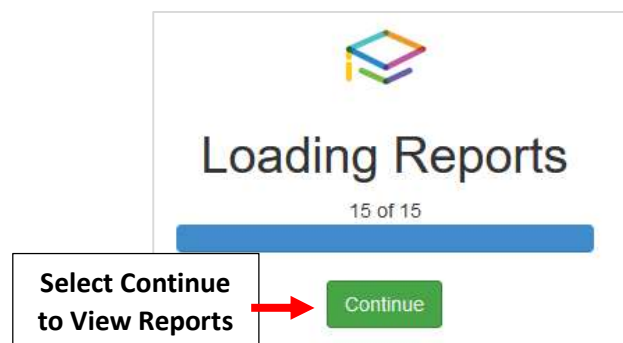 Loading Reports
15 of 15
Select Continue
to View Reports
Continue